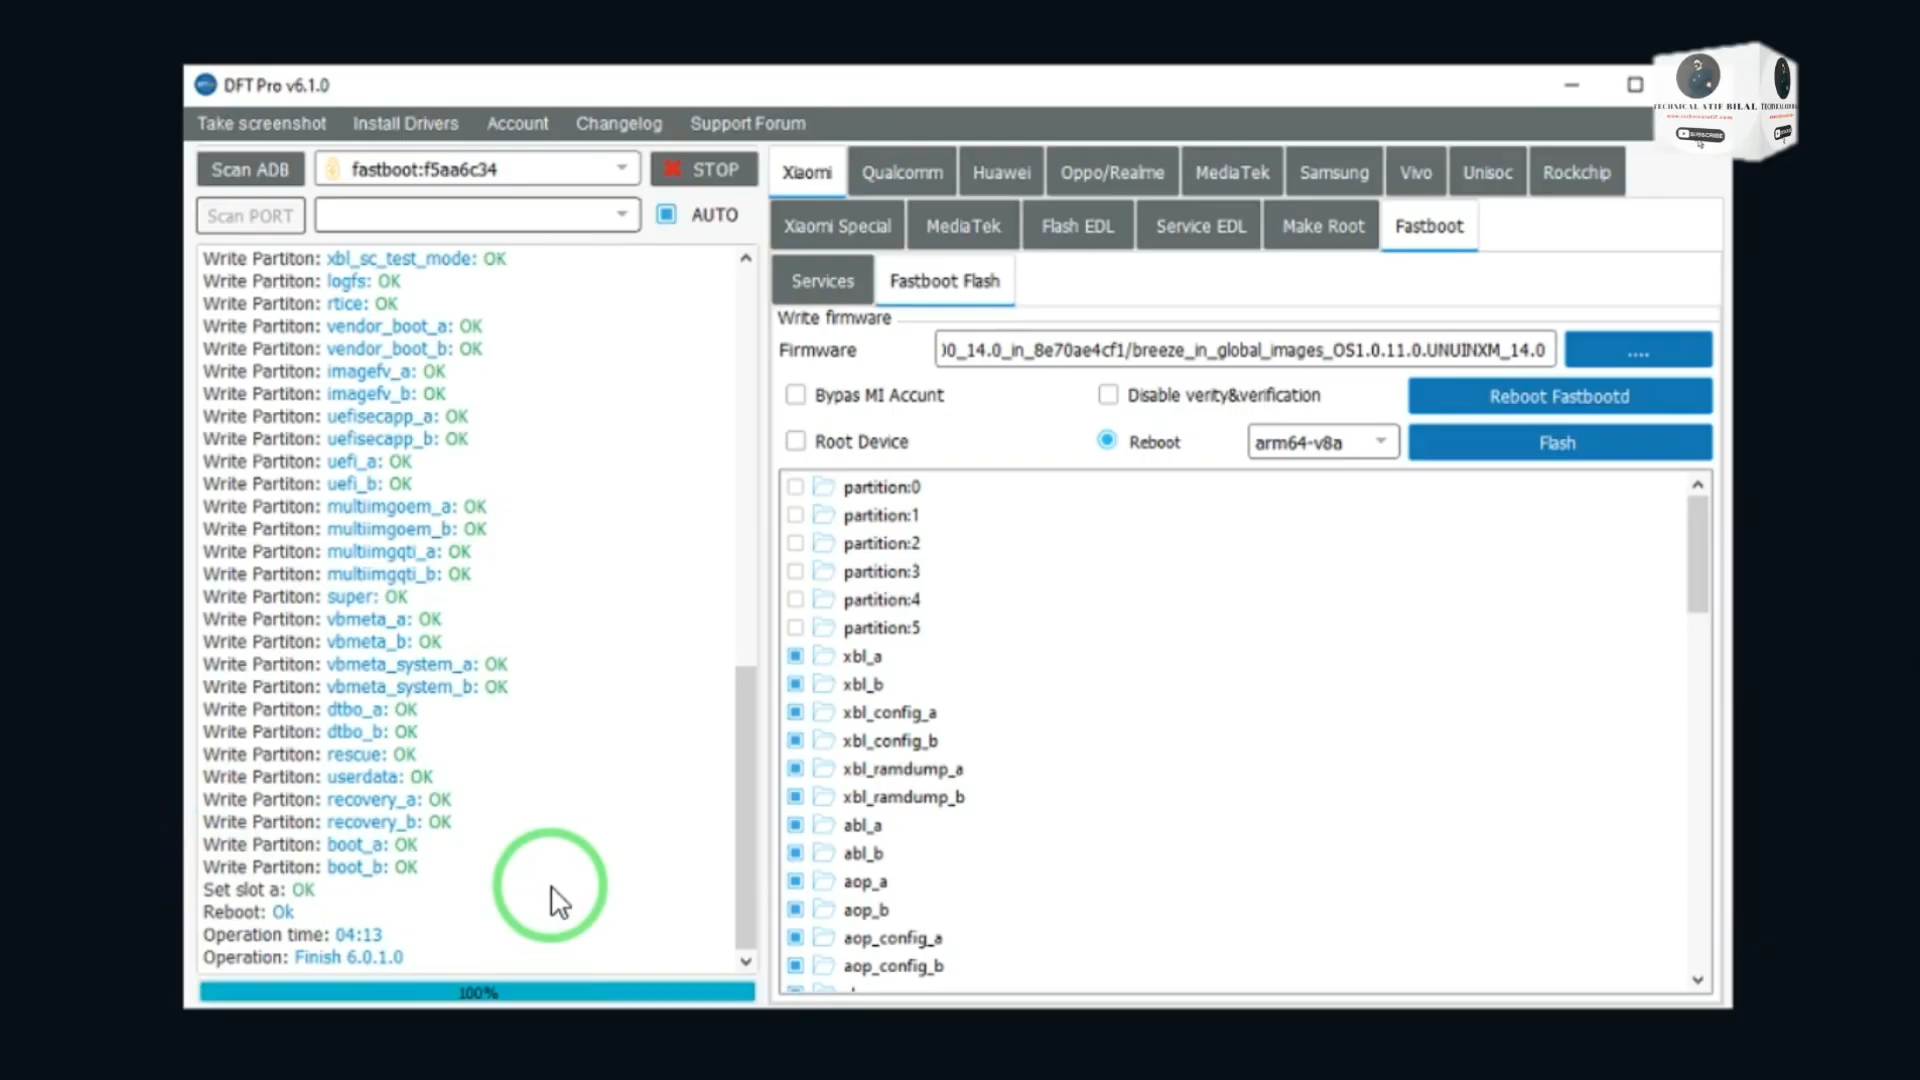 DFT Pro v6.1.0
Take screenshot Install Drivers Account Changelog Support Forum
Scan ADB fastboot:f5aa6c34 STOP
Scan PORT AUTO
Write Partiton: xbl_sc_test_mode: OK
Write Partiton: logfs: OK
Write Partiton: rtice: OK
Write Partiton: vendor_boot_a: OK
Write Partiton: vendor_boot_b: OK
Write Partiton: imagefv_a: OK
Write Partiton: imagefv_b: OK
Write Partiton: uefisecapp_a: OK
Write Partiton: uefisecapp_b: OK
Write Partiton: uefi_a: OK
Write Partiton: uefi_b: OK
Write Partiton: multiimgoem_a: OK
Write Partiton: multiimgoem_b: OK
Write Partiton: multiimgqti_a: OK
Write Partiton: multiimgqti_b: OK
Write Partiton: super: OK
Write Partiton: vbmeta_a: OK
Write Partiton: vbmeta_b: OK
Write Partiton: vbmeta_system_a: OK
Write Partiton: vbmeta_system_b: OK
Write Partiton: dtbo_a: OK
Write Partiton: dtbo_b: OK
Write Partiton: rescue: OK
Write Partiton: userdata: OK
Write Partiton: recovery_a: OK
Write Partiton: recovery_b: OK
Write Partiton: boot_a: OK
Write Partiton: boot_b: OK
Set slot a: OK
Reboot: Ok
Operation time: 04:13
Operation: Finish 6.0.1.0
100%
Xiaomi Qualcomm Huawei Oppo/Realme MediaTek Samsung Vivo Unisoc Rockchip
Xiaomi Special MediaTek Flash EDL Service EDL Make Root Fastboot
Services Fastboot Flash
Write firmware
Firmware )0_14.0_in_8e70ae4cf1/breeze_in_global_images_OS1.0.11.0.UNUINXM_14.0 ....
Bypas MI Accunt Disable verity&verification Reboot Fastbootd
Root Device Reboot arm64-v8a Flash
partition:0
partition:1
partition:2
partition:3
partition:4
partition:5
xbl_a
xbl_b
xbl_config_a
xbl_config_b
xbl_ramdump_a
xbl_ramdump_b
abl_a
abl_b
aop_a
aop_b
aop_config_a
aop_config_b
TECHNICAL ATIF BILAL
SUBSCRIBE